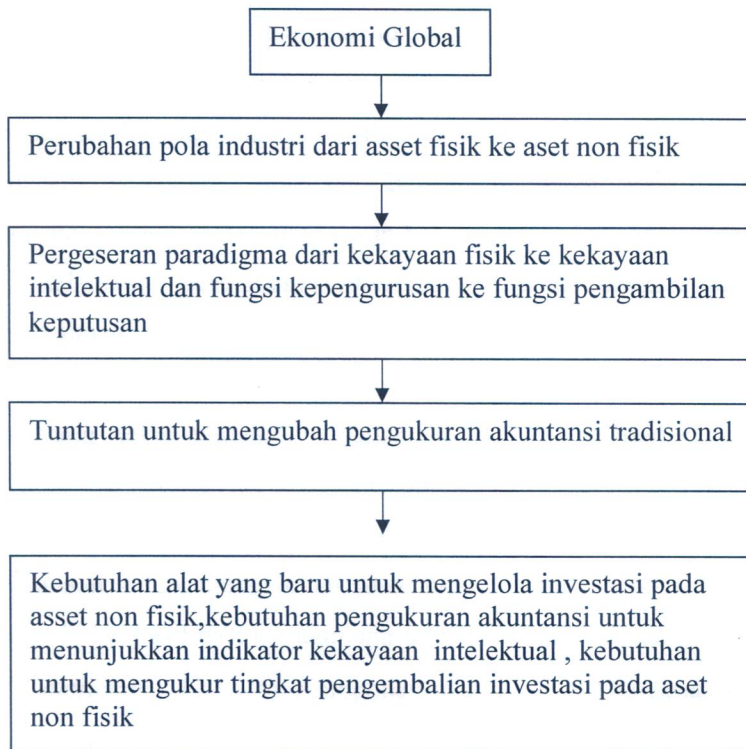 Ekonomi Global
Perubahan pola industri dari asset fisik ke aset non fisik
Pergeseran paradigma dari kekayaan fisik ke kekayaan
intelektual dan fungsi kepengurusan ke fungsi pengambilan
keputusan
Tuntutan untuk mengubah pengukuran akuntansi tradisional
Kebutuhan alat yang baru untuk mengelola investasi pada
asset non fisik,kebutuhan pengukuran akuntansi untuk
menunjukkan indikator kekayaan  intelektual , kebutuhan
untuk mengukur tingkat pengembalian investasi pada aset
non fisik